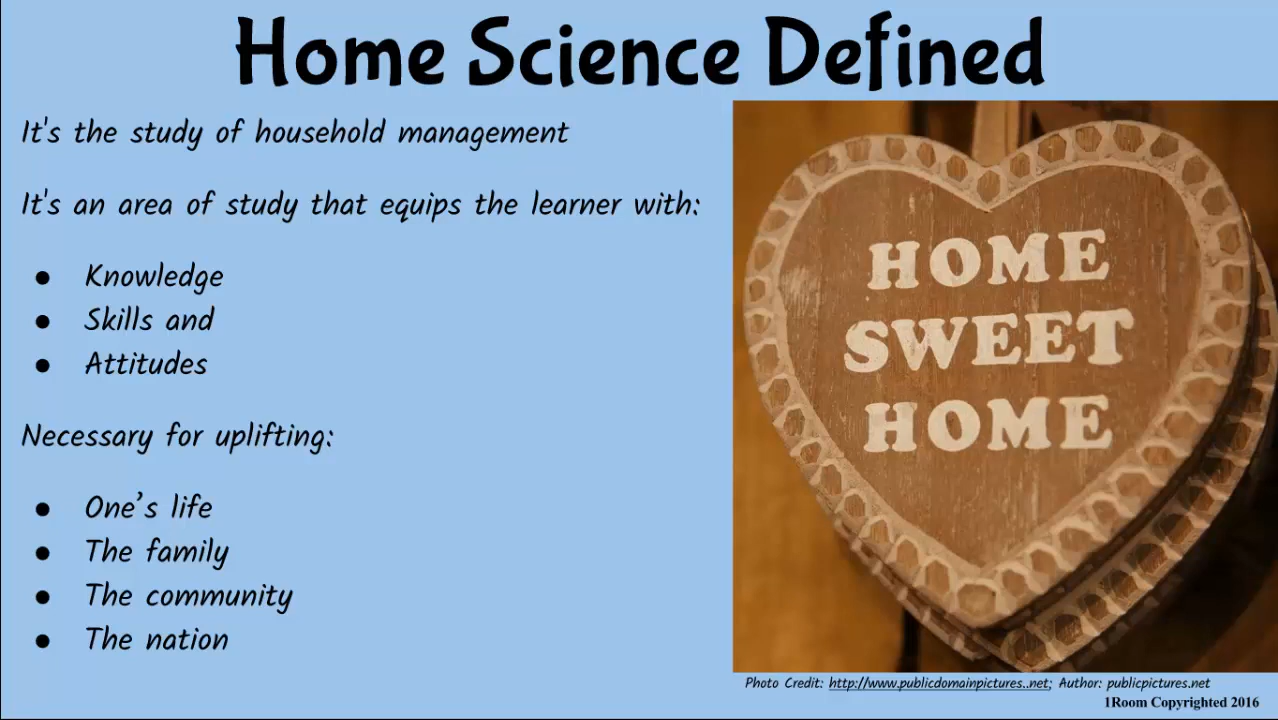 Home Science Defined
It's the study of household management
It's an area of study that equips the learner with:
● Knowledge
● Skills and
● Attitudes
Necessary for uplifting:
● One’s life
● The family
● The community
● The nation
HOME
SWEET
HOME
Photo Credit: http://www.publicdomainpictures..net; Author: publicpictures.net
1Room Copyrighted 2016